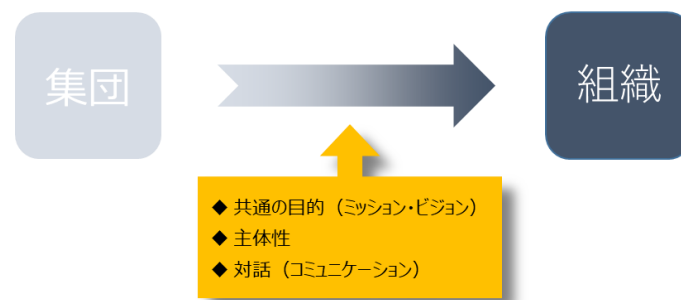 集団
組織
◆ 共通の目的（ミッション・ビジョン）
◆ 主体性
◆ 対話（コミュニケーション）